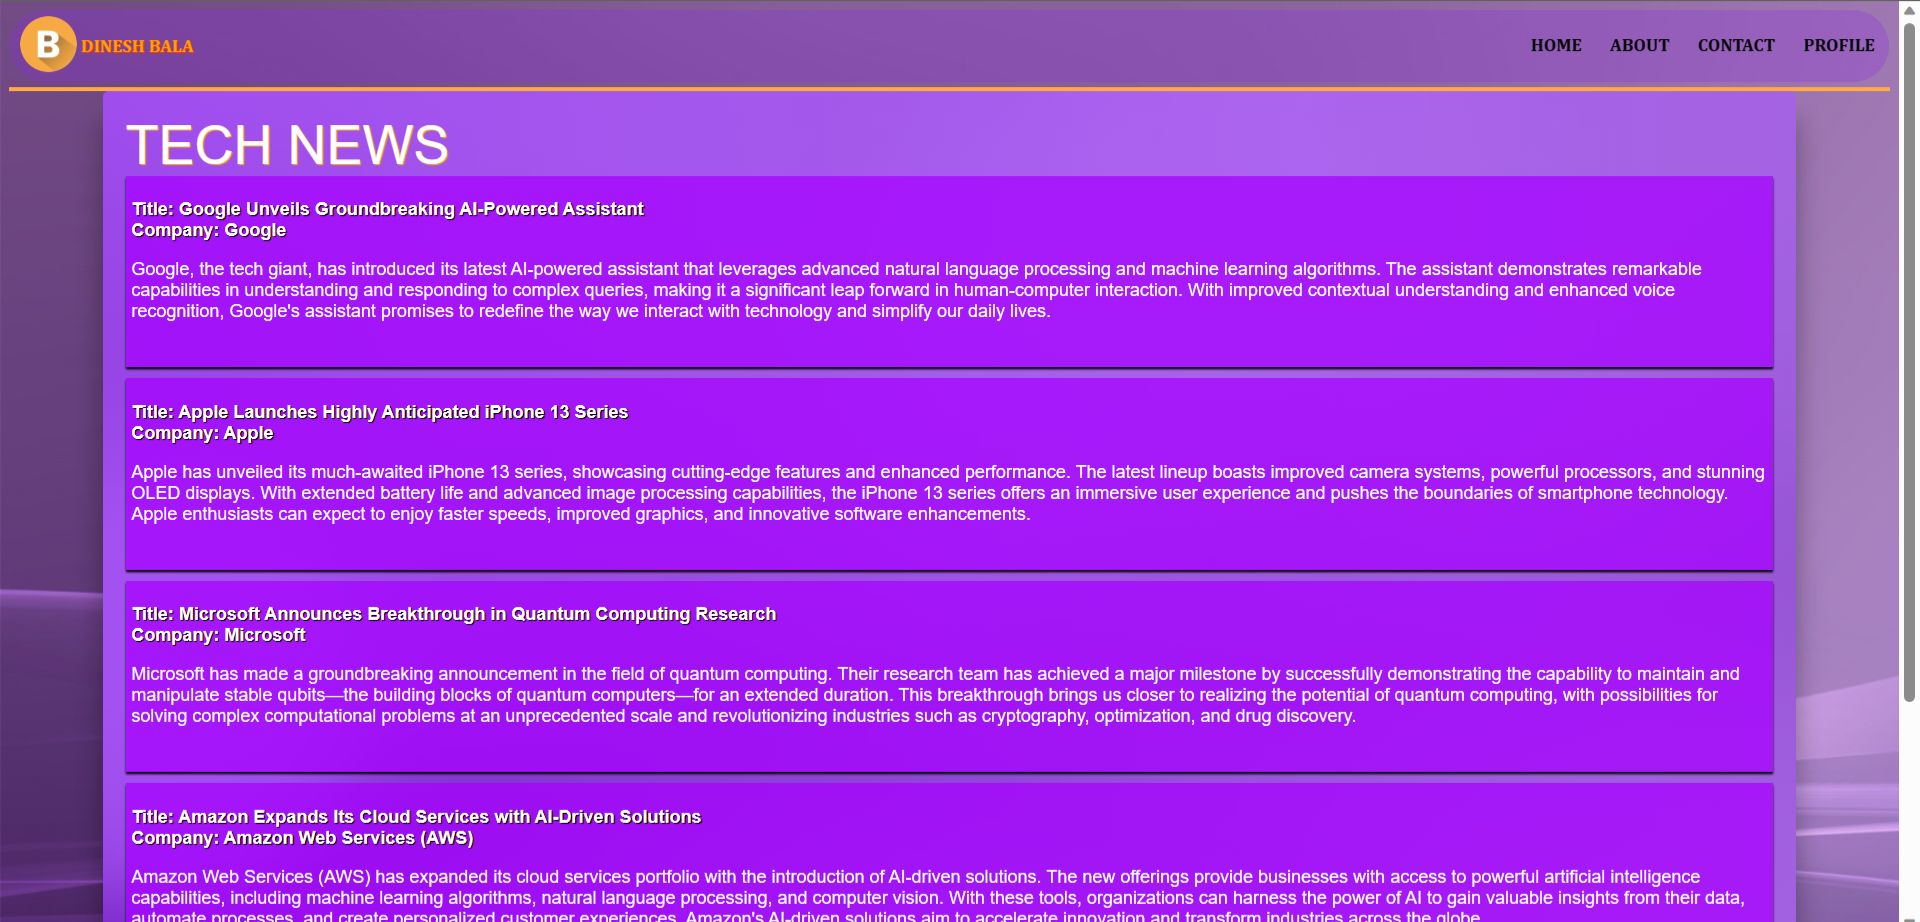 B DINESH BALA HOME ABOUT CONTACT PROFILE
TECH NEWS
Title: Google Unveils Groundbreaking AI-Powered Assistant
Company: Google
Google, the tech giant, has introduced its latest AI-powered assistant that leverages advanced natural language processing and machine learning algorithms. The assistant demonstrates remarkable
capabilities in understanding and responding to complex queries, making it a significant leap forward in human-computer interaction. With improved contextual understanding and enhanced voice
recognition, Google's assistant promises to redefine the way we interact with technology and simplify our daily lives.
Title: Apple Launches Highly Anticipated iPhone 13 Series
Company: Apple
Apple has unveiled its much-awaited iPhone 13 series, showcasing cutting-edge features and enhanced performance. The latest lineup boasts improved camera systems, powerful processors, and stunning
OLED displays. With extended battery life and advanced image processing capabilities, the iPhone 13 series offers an immersive user experience and pushes the boundaries of smartphone technology.
Apple enthusiasts can expect to enjoy faster speeds, improved graphics, and innovative software enhancements.
Title: Microsoft Announces Breakthrough in Quantum Computing Research
Company: Microsoft
Microsoft has made a groundbreaking announcement in the field of quantum computing. Their research team has achieved a major milestone by successfully demonstrating the capability to maintain and
manipulate stable qubits—the building blocks of quantum computers—for an extended duration. This breakthrough brings us closer to realizing the potential of quantum computing, with possibilities for
solving complex computational problems at an unprecedented scale and revolutionizing industries such as cryptography, optimization, and drug discovery.
Title: Amazon Expands Its Cloud Services with AI-Driven Solutions
Company: Amazon Web Services (AWS)
Amazon Web Services (AWS) has expanded its cloud services portfolio with the introduction of AI-driven solutions. The new offerings provide businesses with access to powerful artificial intelligence
capabilities, including machine learning algorithms, natural language processing, and computer vision. With these tools, organizations can harness the power of AI to gain valuable insights from their data,
automate processes, and create personalized customer experiences. Amazon's AI-driven solutions aim to accelerate innovation and transform industries across the globe.